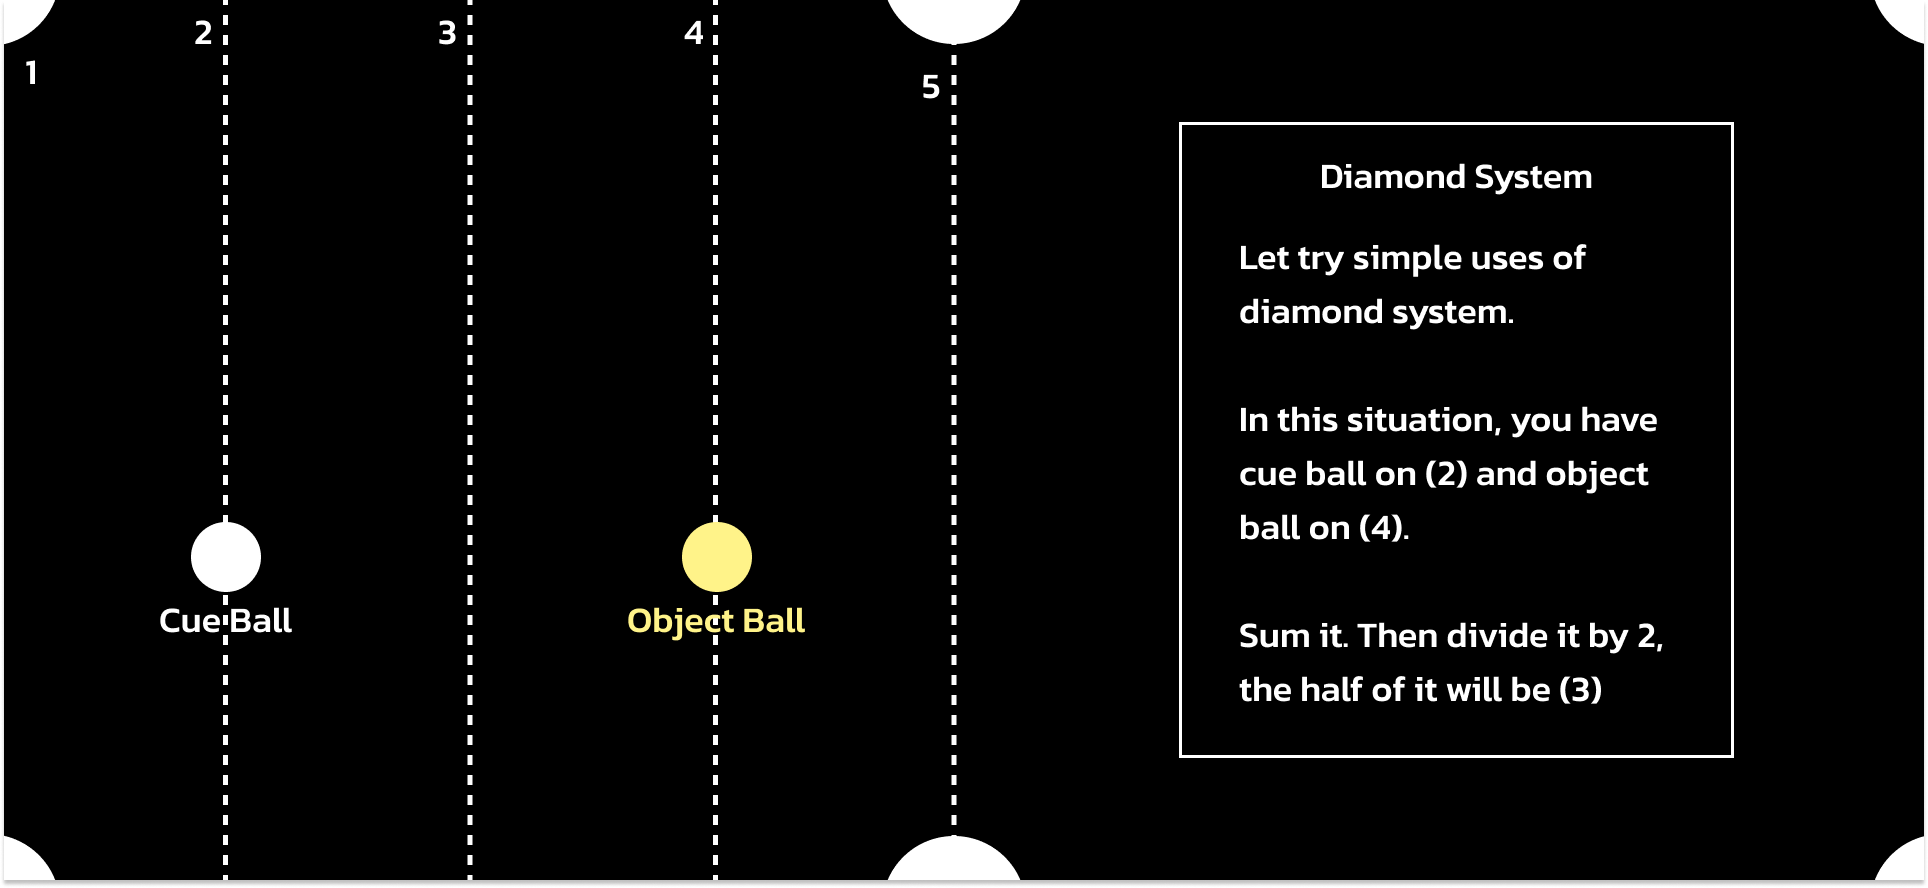 1
2
3
4
5
Diamond System
Let try simple uses of
diamond system.
In this situation, you have
cue ball on (2) and object
ball on (4).
Sum it. Then divide it by 2,
the half of it will be (3)
Cue Ball
Object Ball